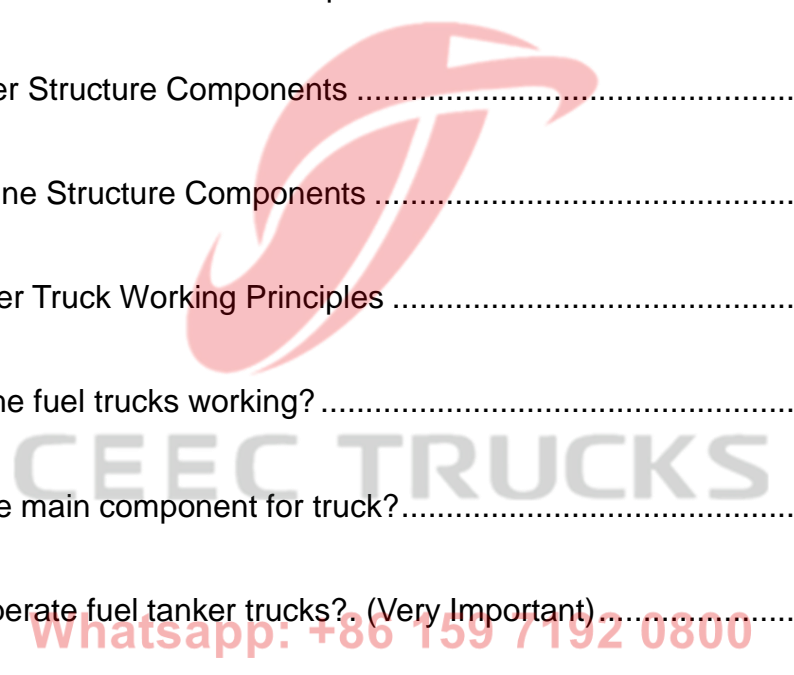 er Structure Components ................................................
ne Structure Components ..............................................
er Truck Working Principles ............................................
ne fuel trucks working? ....................................................
CEEC TRUCKS
e main component for truck?...........................................
perate fuel tanker trucks?. (Very Important)......................
Whatsapp: +86 159 7192 0800